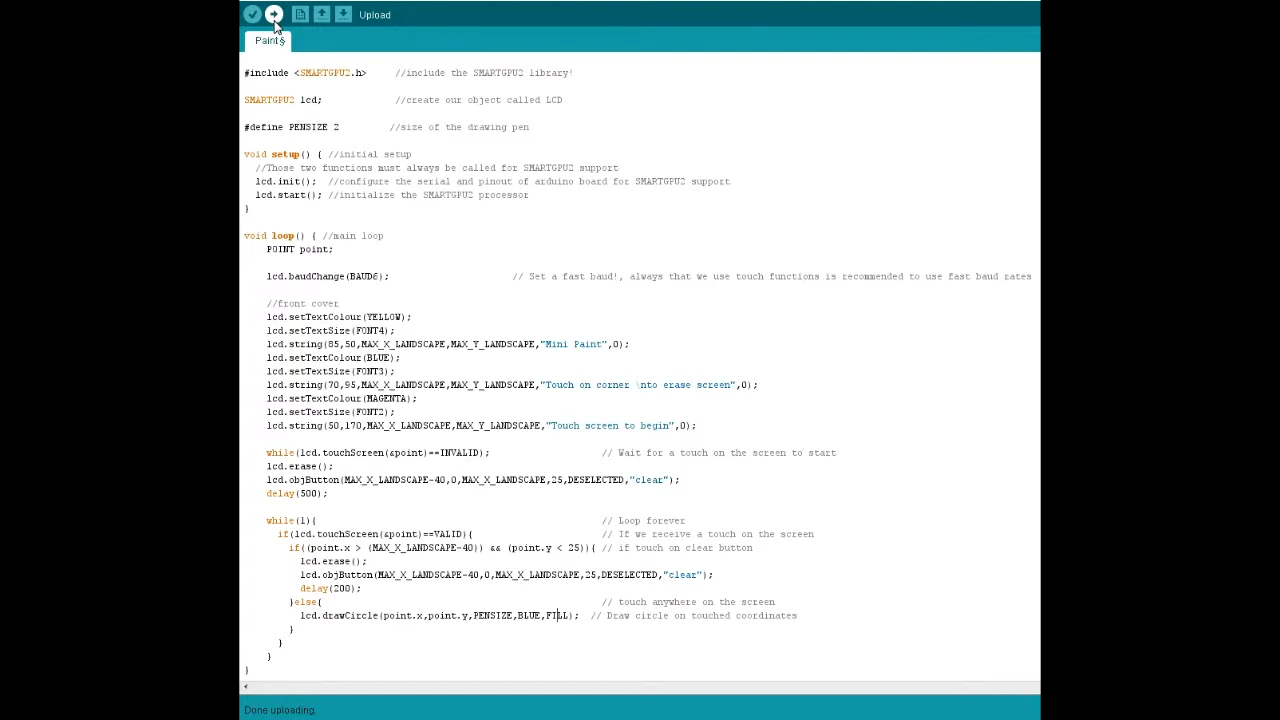 Upload
Paint §
#include <SMARTGPU2.h> //include the SMARTGPU2 library!
SMARTGPU2 lcd; //create our object called LCD
#define PENSIZE 2 //size of the drawing pen
void setup() { //initial setup
//Those two functions must always be called for SMARTGPU2 support
lcd.init(); //configure the serial and pinout of arduino board for SMARTGPU2 support
lcd.start(); //initialize the SMARTGPU2 processor
}
void loop() { //main loop
POINT point;
lcd.baudChange(BAUD6); // Set a fast baud!, always that we use touch functions is recommended to use fast baud rates
//front cover
lcd.setTextColour(YELLOW);
lcd.setTextSize(FONT4);
lcd.string(85,50,MAX_X_LANDSCAPE,MAX_Y_LANDSCAPE,"Mini Paint",0);
lcd.setTextColour(BLUE);
lcd.setTextSize(FONT3);
lcd.string(70,95,MAX_X_LANDSCAPE,MAX_Y_LANDSCAPE,"Touch on corner \nto erase screen",0);
lcd.setTextColour(MAGENTA);
lcd.setTextSize(FONT2);
lcd.string(50,170,MAX_X_LANDSCAPE,MAX_Y_LANDSCAPE,"Touch screen to begin",0);
while(lcd.touchScreen(&point)==INVALID); // Wait for a touch on the screen to start
lcd.erase();
lcd.objButton(MAX_X_LANDSCAPE-40,0,MAX_X_LANDSCAPE,25,DESELECTED,"clear");
delay(500);
while(1){ // Loop forever
if(lcd.touchScreen(&point)==VALID){ // If we receive a touch on the screen
if((point.x > (MAX_X_LANDSCAPE-40)) && (point.y < 25)){ // if touch on clear button
lcd.erase();
lcd.objButton(MAX_X_LANDSCAPE-40,0,MAX_X_LANDSCAPE,25,DESELECTED,"clear");
delay(200);
}else{ // touch anywhere on the screen
lcd.drawCircle(point.x,point.y,PENSIZE,BLUE,FILL); // Draw circle on touched coordinates
}
}
}
}
Done uploading.